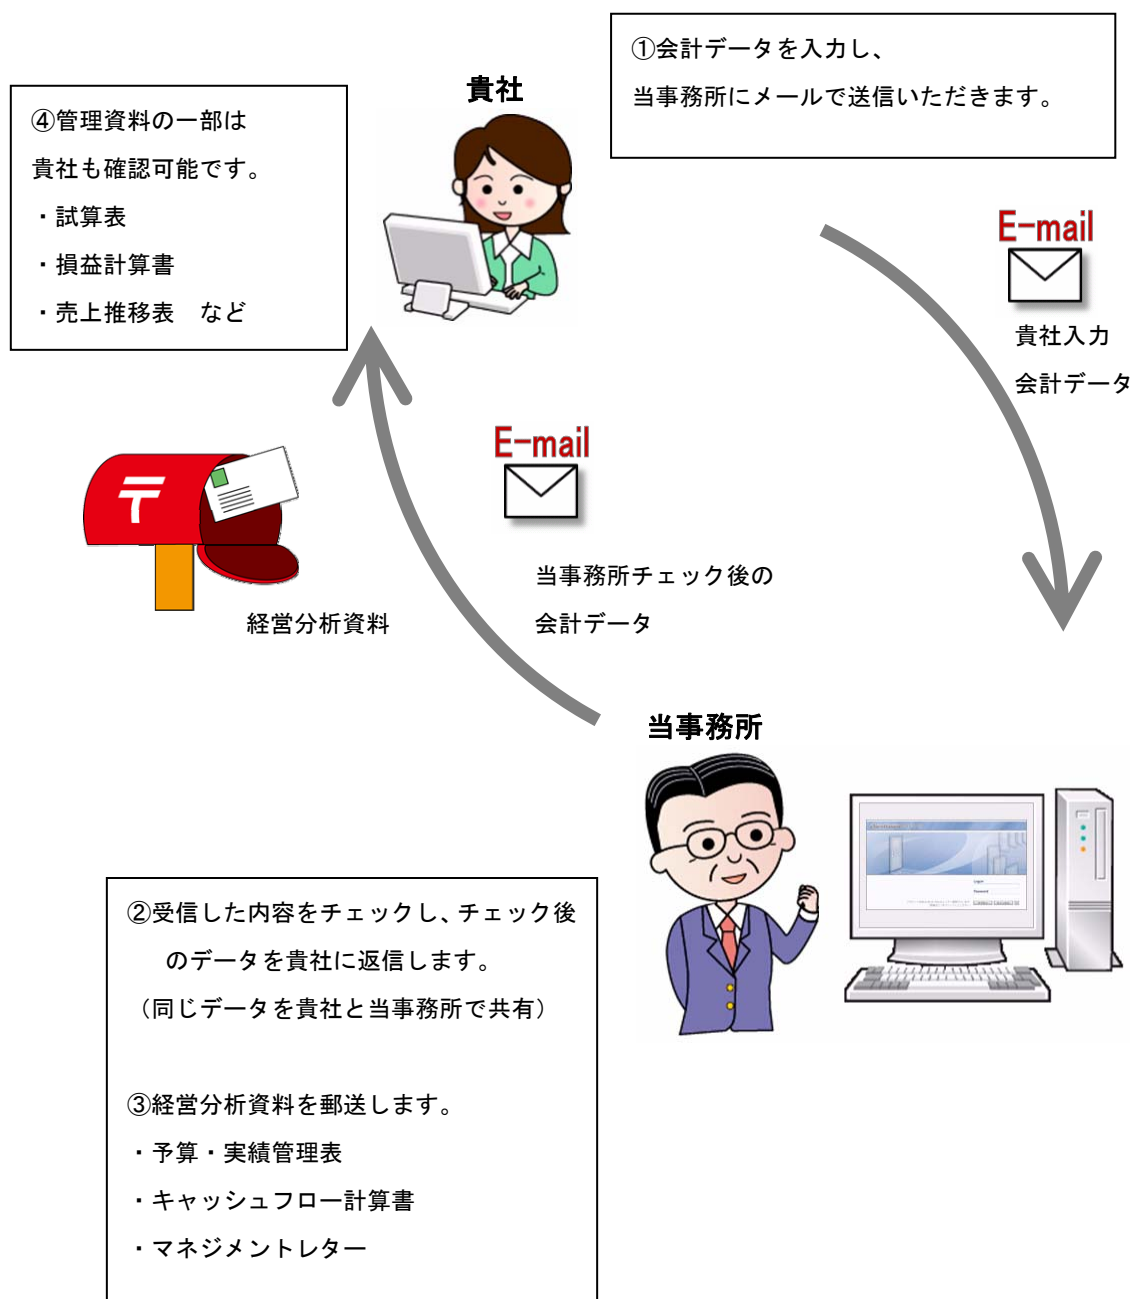 ①会計データを入力し、
当事務所にメールで送信いただきます。
貴社
④管理資料の一部は
貴社も確認可能です。
・試算表
・損益計算書
・売上推移表　など
E-mail
貴社入力
会計データ
E-mail
〒
当事務所チェック後の
会計データ
経営分析資料
当事務所
②受信した内容をチェックし、チェック後
のデータを貴社に返信します。
（同じデータを貴社と当事務所で共有）
③経営分析資料を郵送します。
・予算・実績管理表
・キャッシュフロー計算書
・マネジメントレター